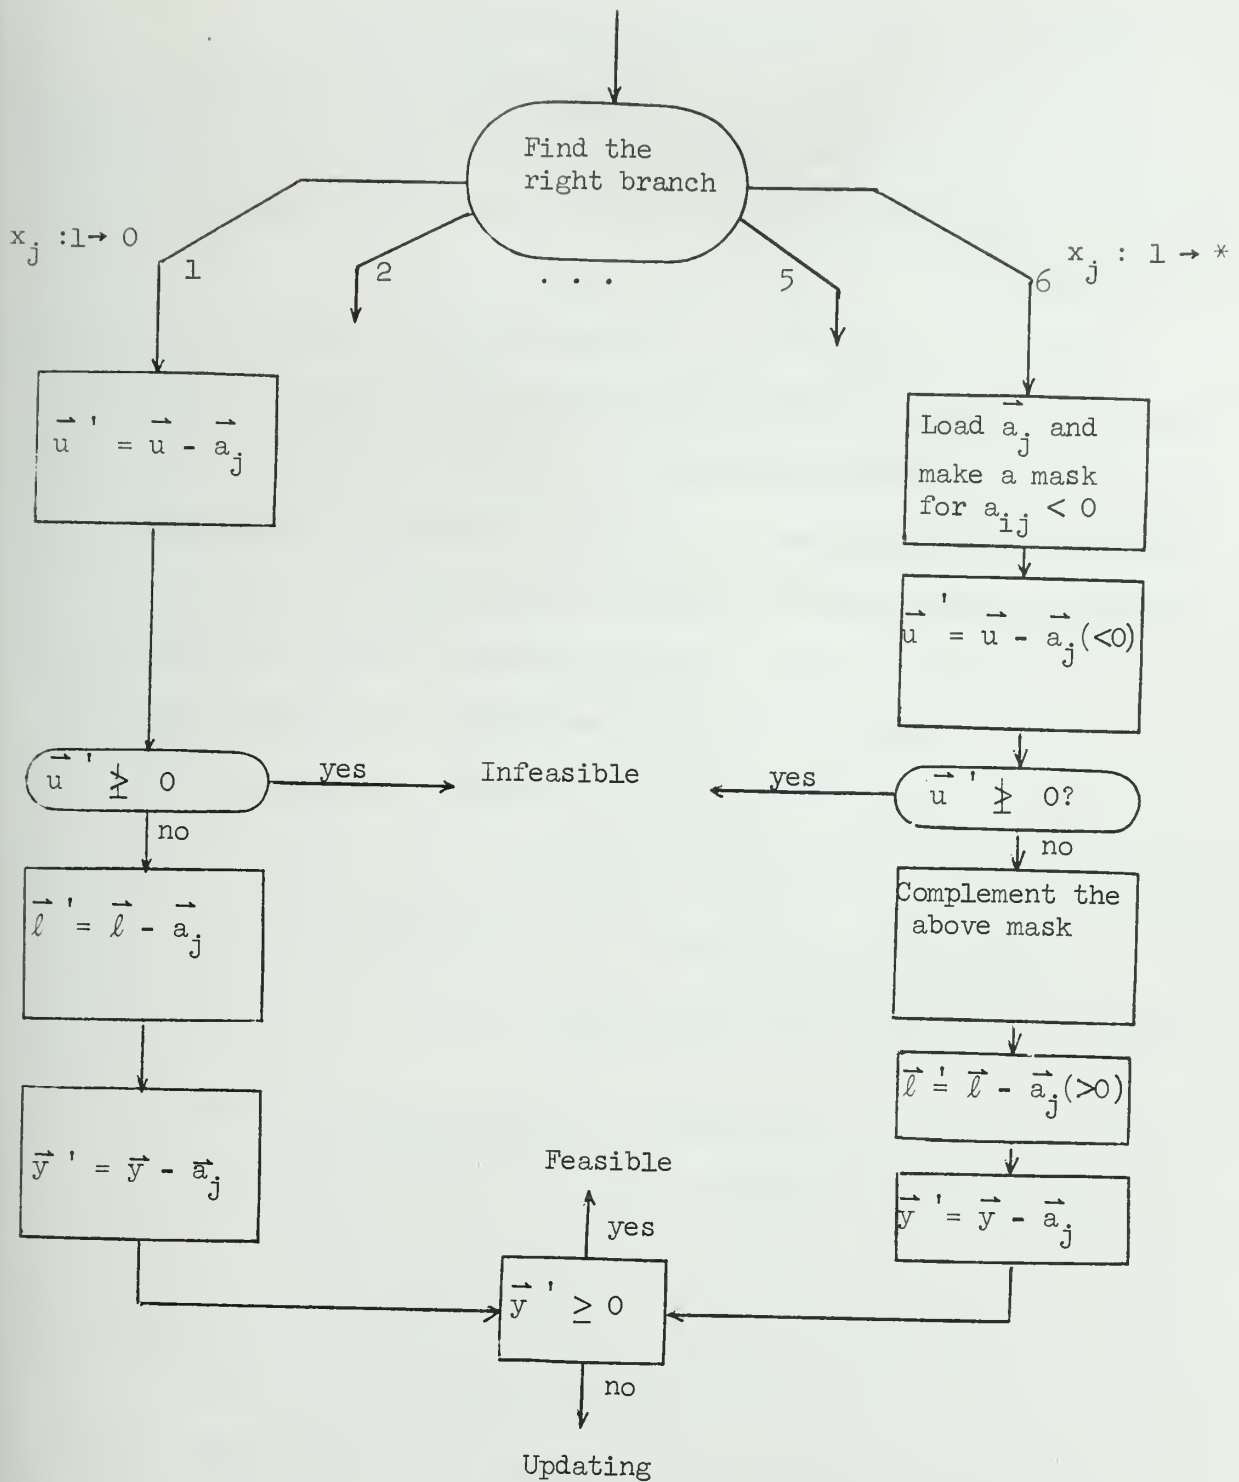 Find the
right branch
x_j :1→ 0
1
2
. . .
5
6
x_j : 1 → *
u⃗ ' = u⃗ - a⃗_j
Load a⃗_j and
make a mask
for a_ij < 0
u⃗ ' = u⃗ - a⃗_j(<0)
u⃗ ' ≱ 0
yes
Infeasible
yes
u⃗ ' ≱ 0?
no
no
ℓ⃗ ' = ℓ⃗ - a⃗_j
Complement the
above mask
ℓ⃗ ' = ℓ⃗ - a⃗_j(>0)
y⃗ ' = y⃗ - a⃗_j
y⃗ ' = y⃗ - a⃗_j
Feasible
yes
y⃗ ' ≥ 0
no
Updating